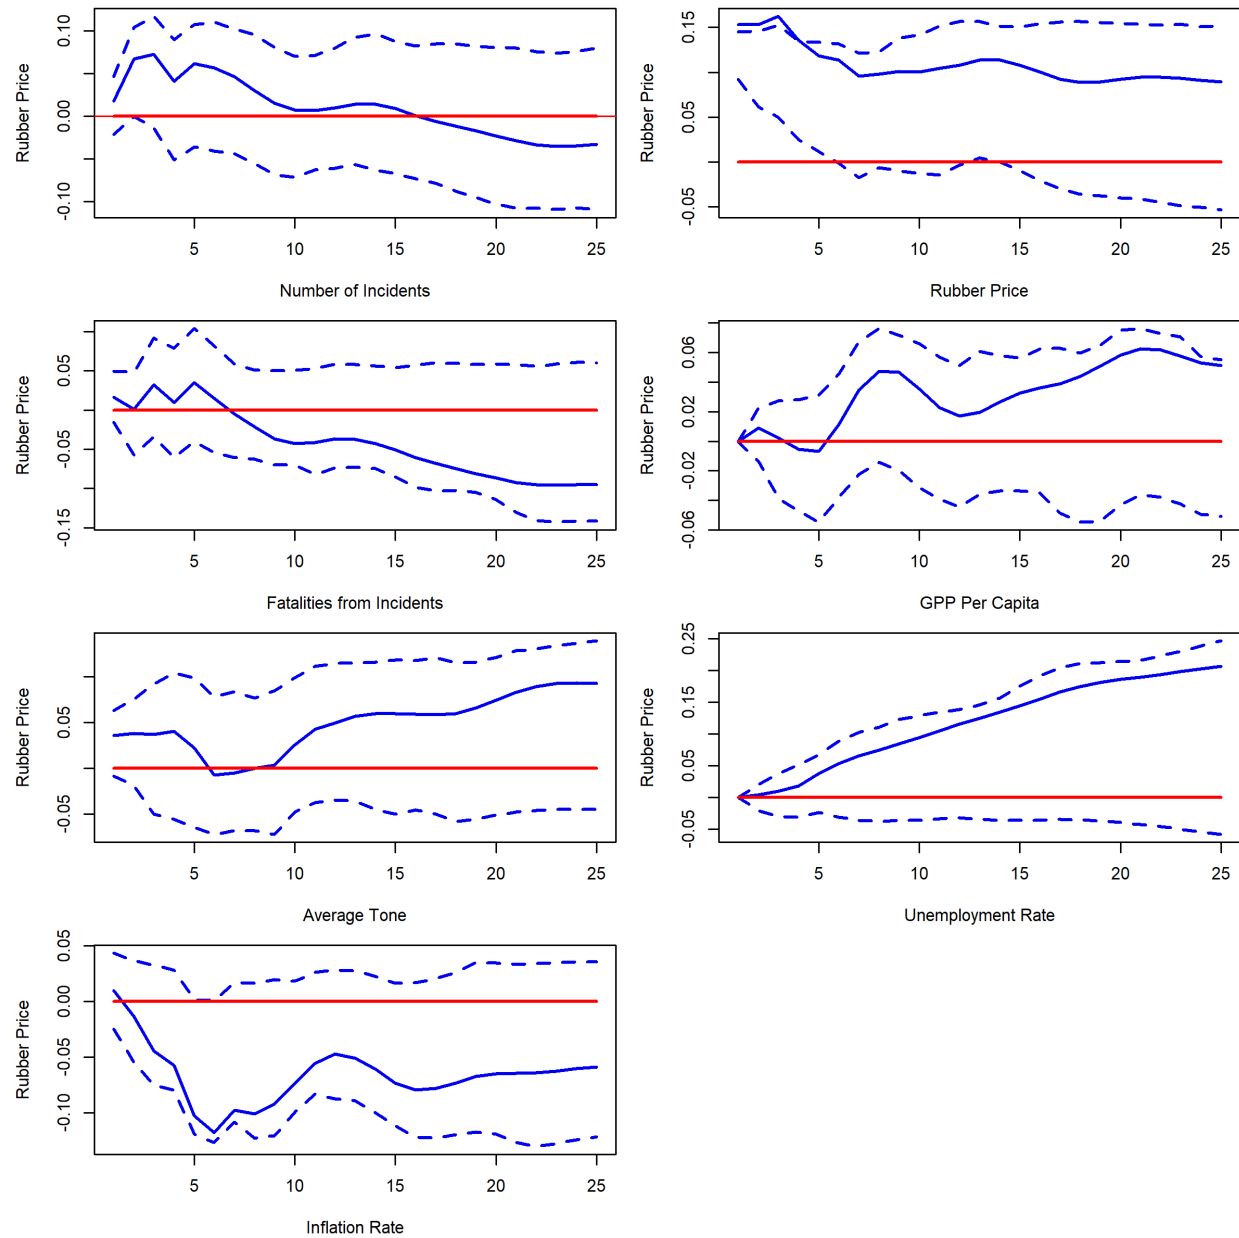 Rubber Price
0.10
0.00
-0.10
5 10 15 20 25
Number of Incidents
Rubber Price
0.15
0.05
-0.05
5 10 15 20 25
Rubber Price
Rubber Price
0.05
-0.05
-0.15
5 10 15 20 25
Fatalities from Incidents
Rubber Price
0.06
0.02
-0.02
-0.06
5 10 15 20 25
GPP Per Capita
Rubber Price
0.05
-0.05
5 10 15 20 25
Average Tone
Rubber Price
0.25
0.15
0.05
-0.05
5 10 15 20 25
Unemployment Rate
Rubber Price
0.05
0.00
-0.05
-0.10
5 10 15 20 25
Inflation Rate